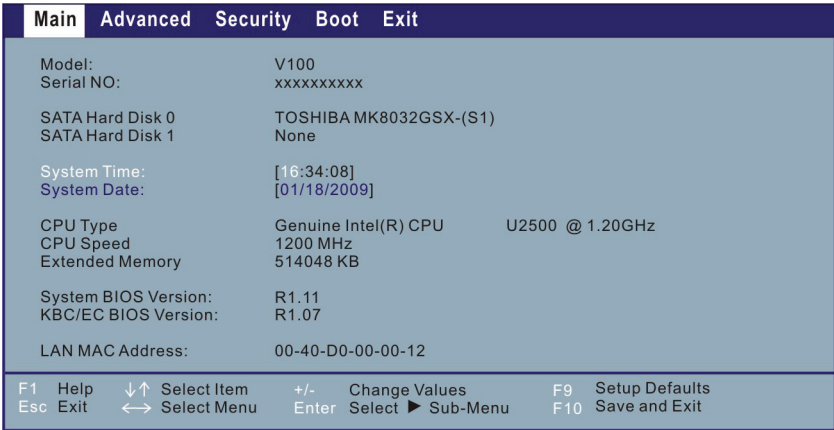 Main Advanced Security Boot Exit
Model: V100
Serial NO: xxxxxxxxxx
SATA Hard Disk 0 TOSHIBA MK8032GSX-(S1)
SATA Hard Disk 1 None
System Time: [16:34:08]
System Date: [01/18/2009]
CPU Type Genuine Intel(R) CPU U2500 @ 1.20GHz
CPU Speed 1200 MHz
Extended Memory 514048 KB
System BIOS Version: R1.11
KBC/EC BIOS Version: R1.07
LAN MAC Address: 00-40-D0-00-00-12
F1 Help ↓↑ Select Item +/- Change Values F9 Setup Defaults
Esc Exit ←→ Select Menu Enter Select ▶ Sub-Menu F10 Save and Exit